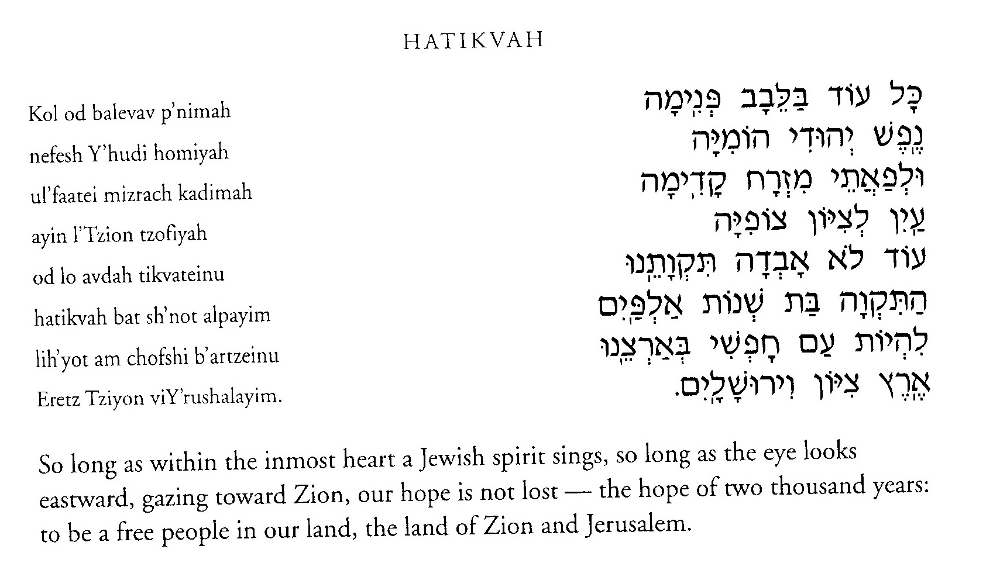 HATIKVAH
Kol od balevav p’nimah
nefesh Y’hudi homiyah
ul’faatei mizrach kadimah
ayin l’Tzion tzofiyah
od lo avdah tikvateinu
hatikvah bat sh’not alpayim
lih’yot am chofshi b’artzeinu
Eretz Tziyon viY’rushalayim.
כׇּל עוֹד בַּלֵּבָב פְּנִֽימָה
נֶֽפֶשׁ יְהוּדִי הוֹמִיָּה
וּלְפַאֲתֵי מִזְרָח קָדִֽימָה
עַֽיִן לְצִיּוֹן צוֹפִיָּה
עוֹד לֹא אָבְדָה תִּקְוָתֵֽנוּ
הַתִּקְוָה בַּת שְׁנוֹת אַלְפַּֽיִם
לִהְיוֹת עַם חׇפְשִׁי בְּאַרְצֵֽנוּ
אֶֽרֶץ צִיּוֹן וִירוּשָׁלָֽיִם.
So long as within the inmost heart a Jewish spirit sings, so long as the eye looks
eastward, gazing toward Zion, our hope is not lost — the hope of two thousand years:
to be a free people in our land, the land of Zion and Jerusalem.